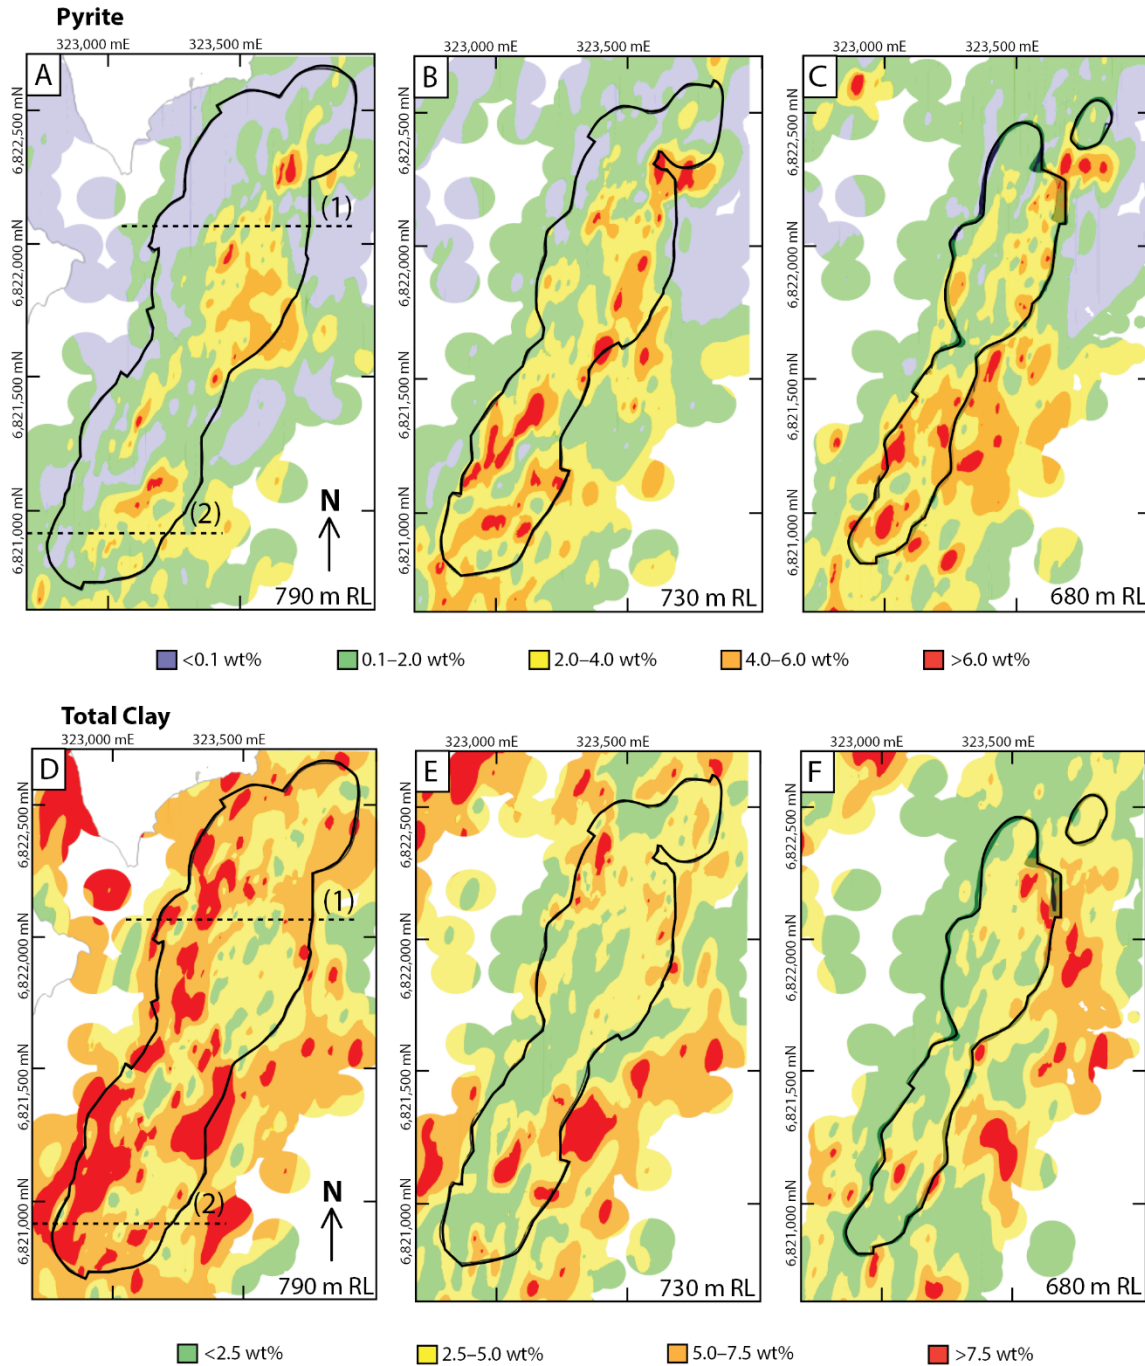 Pyrite
323,000 mE 323,500 mE
323,000 mE 323,500 mE
323,000 mE 323,500 mE
A
B
C
6,822,500 mN
6,822,000 mN
6,821,500 mN
6,821,000 mN
(1)
(2)
N
790 m RL
6,822,500 mN
6,822,000 mN
6,821,500 mN
6,821,000 mN
730 m RL
6,822,500 mN
6,822,000 mN
6,821,500 mN
6,821,000 mN
680 m RL
<0.1 wt% 0.1–2.0 wt% 2.0–4.0 wt% 4.0–6.0 wt% >6.0 wt%
Total Clay
323,000 mE 323,500 mE
323,000 mE 323,500 mE
323,000 mE 323,500 mE
D
E
F
6,822,500 mN
6,822,000 mN
6,821,500 mN
6,821,000 mN
(1)
(2)
N
790 m RL
6,822,500 mN
6,822,000 mN
6,821,500 mN
6,821,000 mN
730 m RL
6,822,500 mN
6,822,000 mN
6,821,500 mN
6,821,000 mN
680 m RL
<2.5 wt% 2.5–5.0 wt% 5.0–7.5 wt% >7.5 wt%